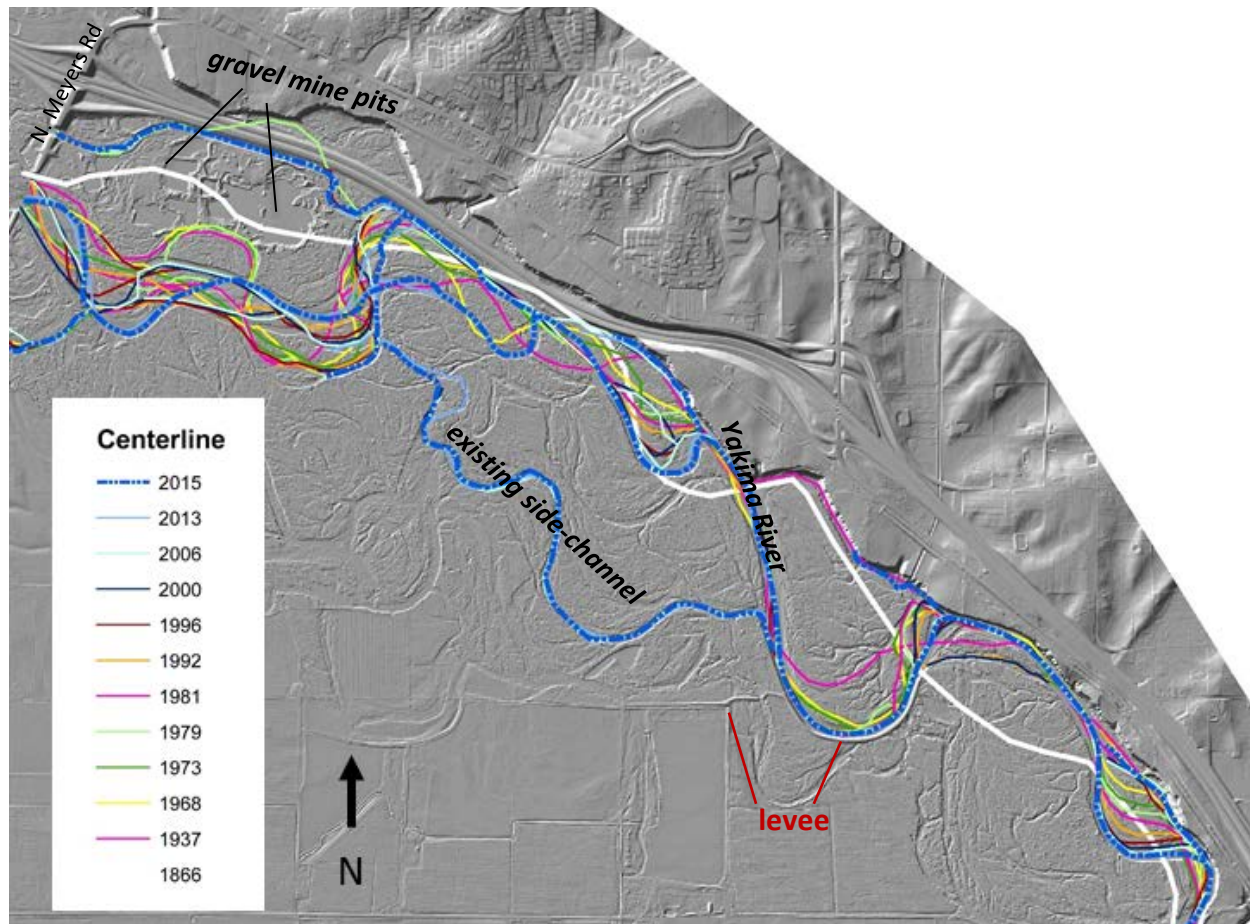 N. Meyers Rd
gravel mine pits
Yakima River
existing side-channel
levee
Centerline
2015
2013
2006
2000
1996
1992
1981
1979
1973
1968
1937
1866
N